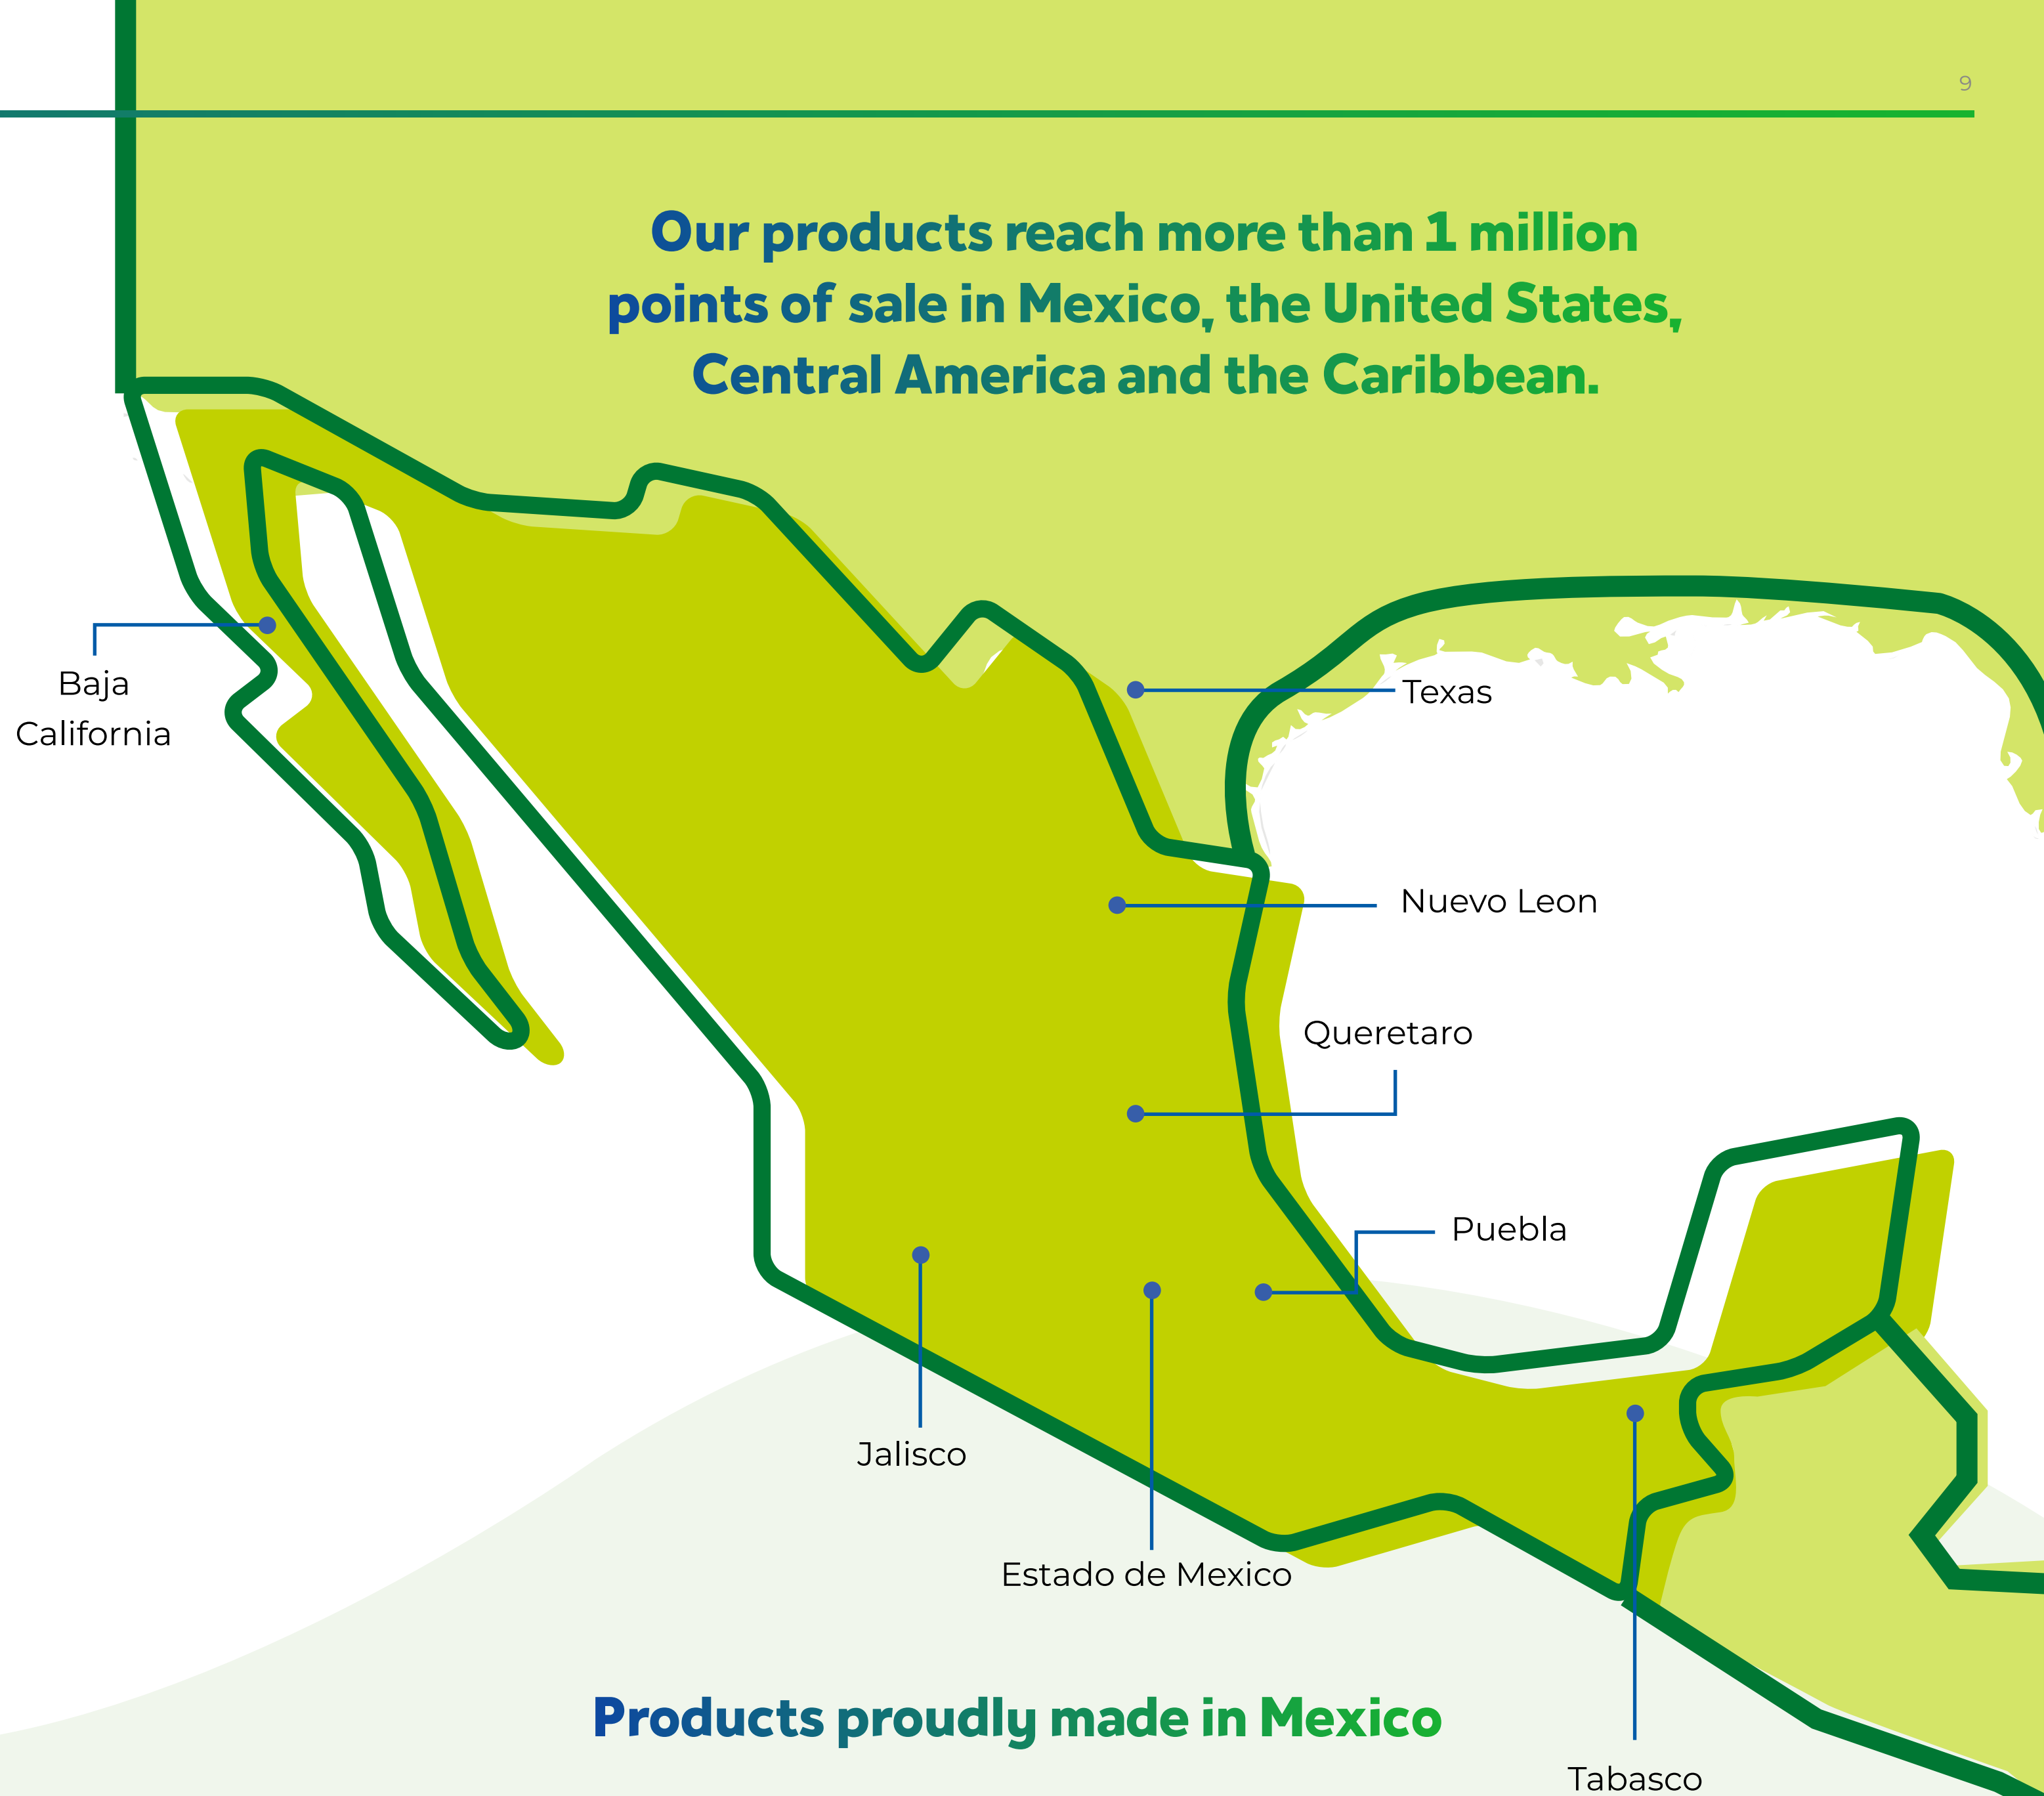 9
Our products reach more than 1 million
points of sale in Mexico, the United States,
Central America and the Caribbean.
Baja
California
Texas
Nuevo Leon
Queretaro
Puebla
Jalisco
Estado de Mexico
Products proudly made in Mexico
Tabasco